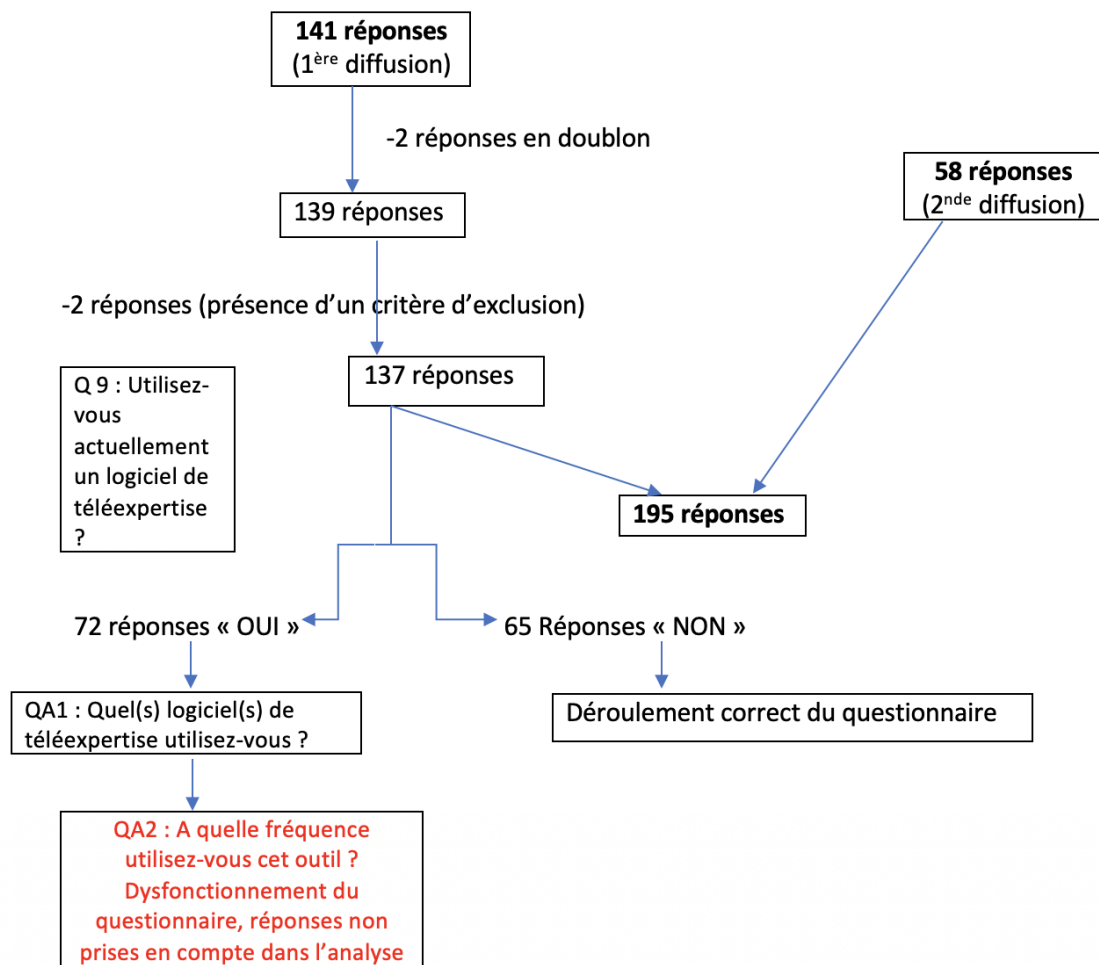 141 réponses
(1ère diffusion)
-2 réponses en doublon
58 réponses
(2nde diffusion)
139 réponses
-2 réponses (présence d’un critère d’exclusion)
137 réponses
Q 9 : Utilisez-
vous
actuellement
un logiciel de
téléexpertise
?
195 réponses
72 réponses « OUI »
65 Réponses « NON »
QA1 : Quel(s) logiciel(s) de
téléexpertise utilisez-vous ?
Déroulement correct du questionnaire
QA2 : A quelle fréquence
utilisez-vous cet outil ?
Dysfonctionnement du
questionnaire, réponses non
prises en compte dans l’analyse